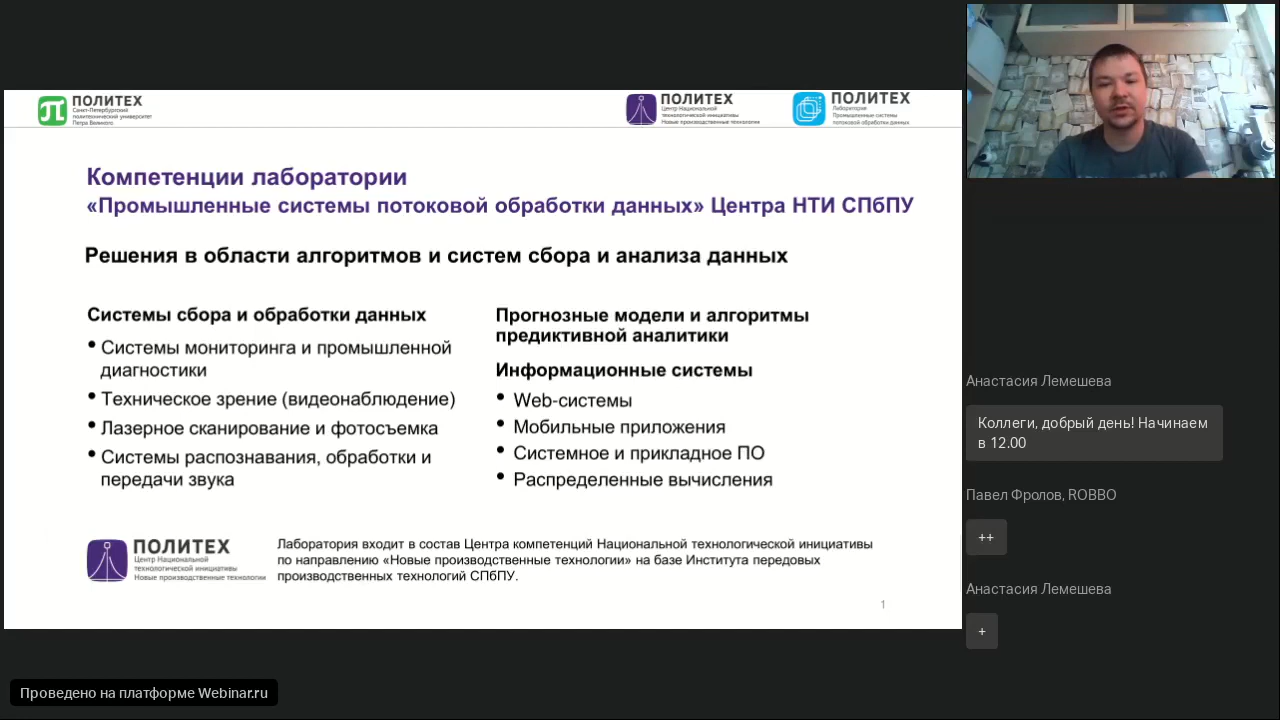 ПОЛИТЕХ
Санкт-Петербургский
политехнический университет
Петра Великого
ПОЛИТЕХ
Центр Национальной
технологической инициативы
Новые производственные технологии
ПОЛИТЕХ
Лаборатория
Промышленные системы
потоковой обработки данных
Компетенции лаборатории
«Промышленные системы потоковой обработки данных» Центра НТИ СПбПУ
Решения в области алгоритмов и систем сбора и анализа данных
Системы сбора и обработки данных
• Системы мониторинга и промышленной
диагностики
• Техническое зрение (видеонаблюдение)
• Лазерное сканирование и фотосъемка
• Системы распознавания, обработки и
передачи звука
Прогнозные модели и алгоритмы
предиктивной аналитики
Информационные системы
• Web-системы
• Мобильные приложения
• Системное и прикладное ПО
• Распределенные вычисления
ПОЛИТЕХ
Центр Национальной
технологической инициативы
Новые производственные технологии
Лаборатория входит в состав Центра компетенций Национальной технологической инициативы
по направлению «Новые производственные технологии» на базе Института передовых
производственных технологий СПбПУ.
1
Анастасия Лемешева
Коллеги, добрый день! Начинаем
в 12.00
Павел Фролов, ROBBO
++
Анастасия Лемешева
+
Проведено на платформе Webinar.ru